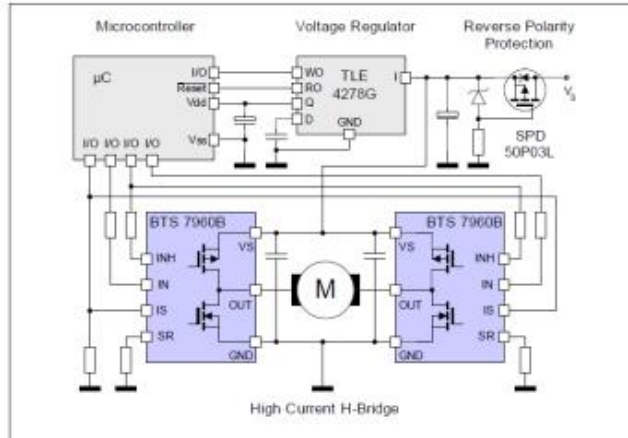 Microcontroller
Voltage Regulator
Reverse Polarity
Protection
µC
I/O
Reset
Vdd
Vss
I/O I/O I/O I/O
WO
RO
Q
D
TLE
4278G
I
GND
VS
SPD
50P03L
BTS 7960B
VS
INH
IN
IS
SR
OUT
GND
M
BTS 7960B
VS
INH
IN
IS
SR
OUT
GND
High Current H-Bridge